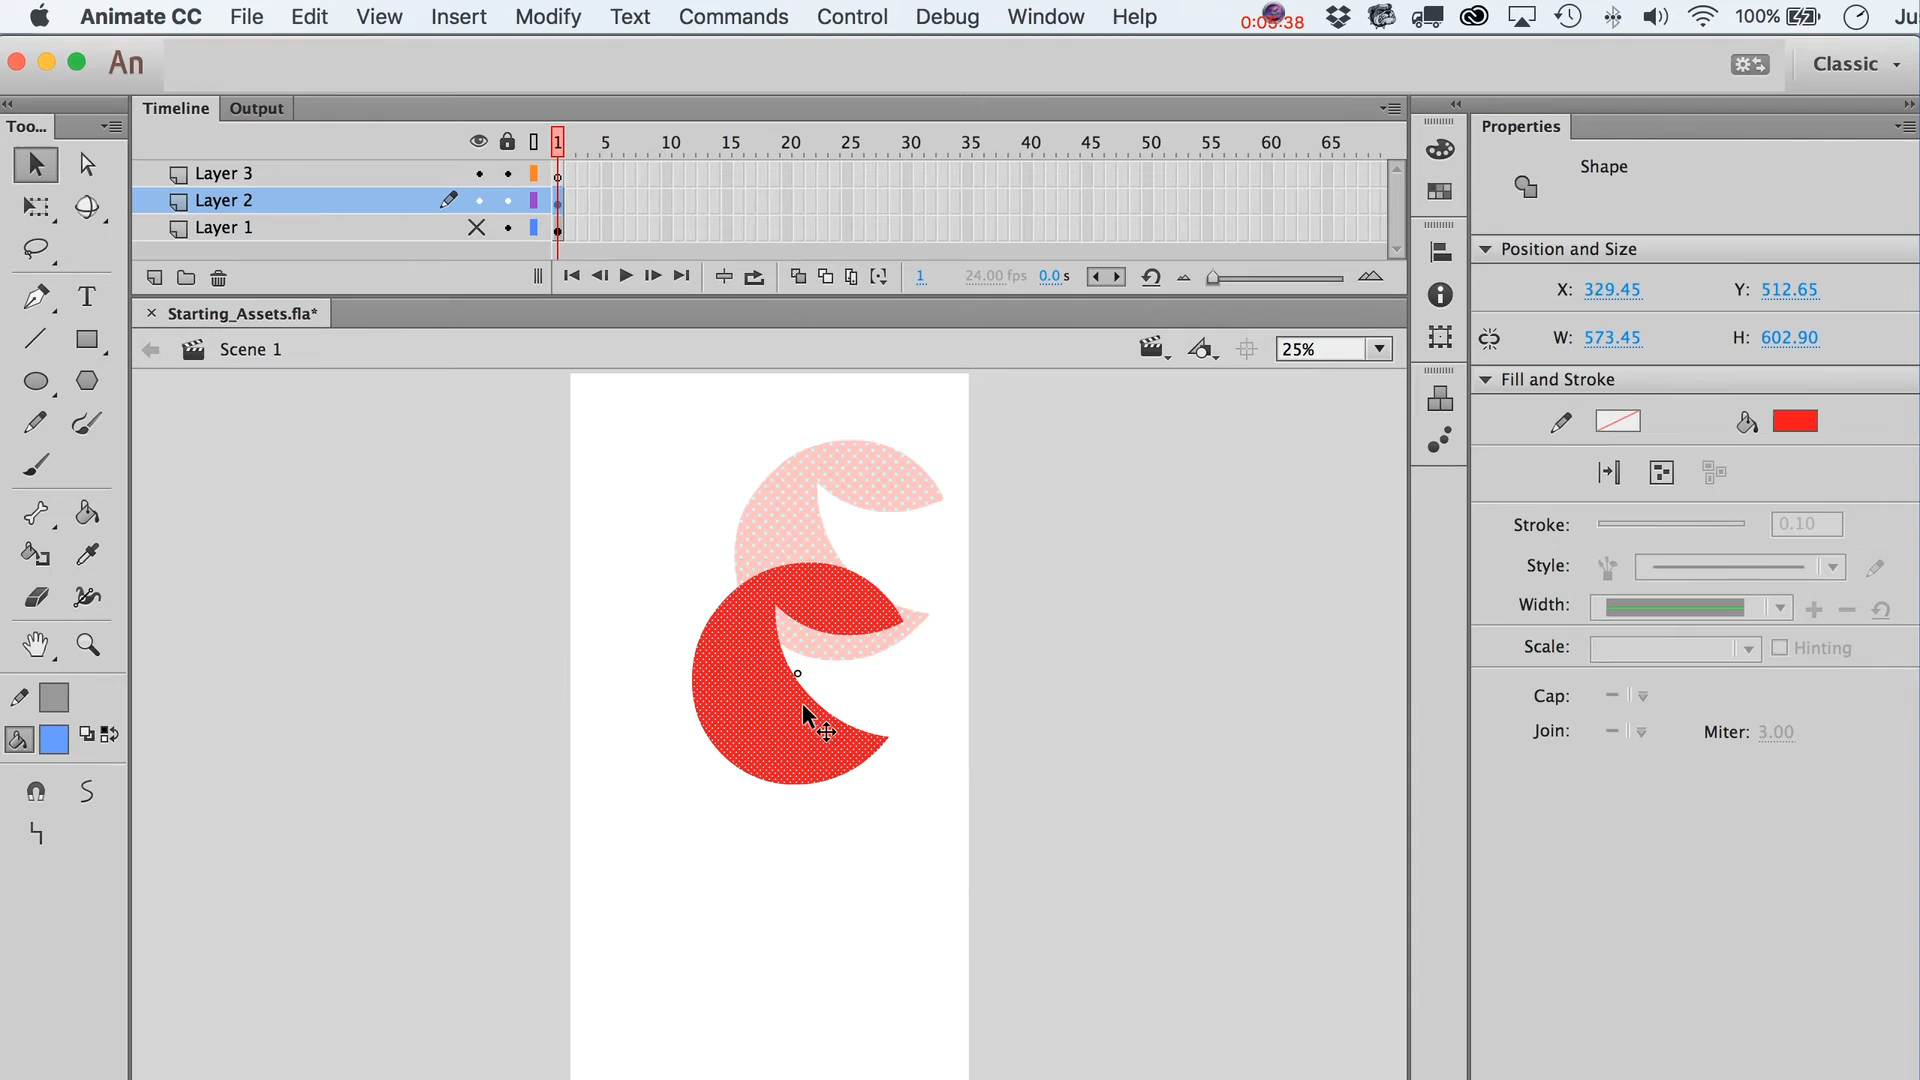 Animate CC File Edit View Insert Modify Text Commands Control Debug Window Help 0:05:38 100% Ju
An Classic
Timeline Output
Too... Properties
1 5 10 15 20 25 30 35 40 45 50 55 60 65
Shape
Layer 3
Layer 2
Layer 1
Position and Size
1 24.00 fps 0.0 s
X: 329.45 Y: 512.65
Starting_Assets.fla*
W: 573.45 H: 602.90
Scene 1 25%
Fill and Stroke
Stroke: 0.10
Style:
Width:
Scale: Hinting
Cap:
Join: Miter: 3.00